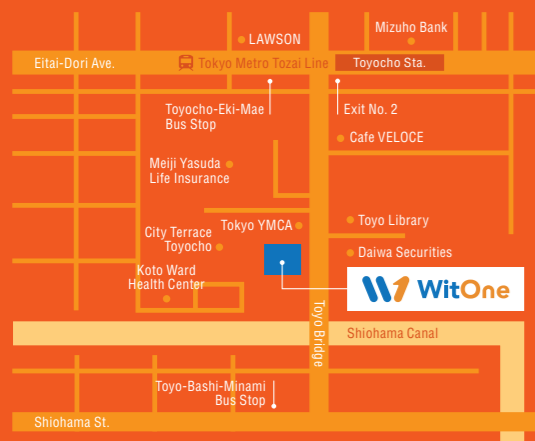 Mizuho Bank
LAWSON
Eitai-Dori Ave.
Tokyo Metro Tozai Line
Toyocho Sta.
Toyocho-Eki-Mae
Bus Stop
Exit No. 2
Cafe VELOCE
Meiji Yasuda
Life Insurance
Toyo Library
Tokyo YMCA
City Terrace
Toyocho
Daiwa Securities
Koto Ward
Health Center
WitOne
Toyo Bridge
Shiohama Canal
Toyo-Bashi-Minami
Bus Stop
Shiohama St.